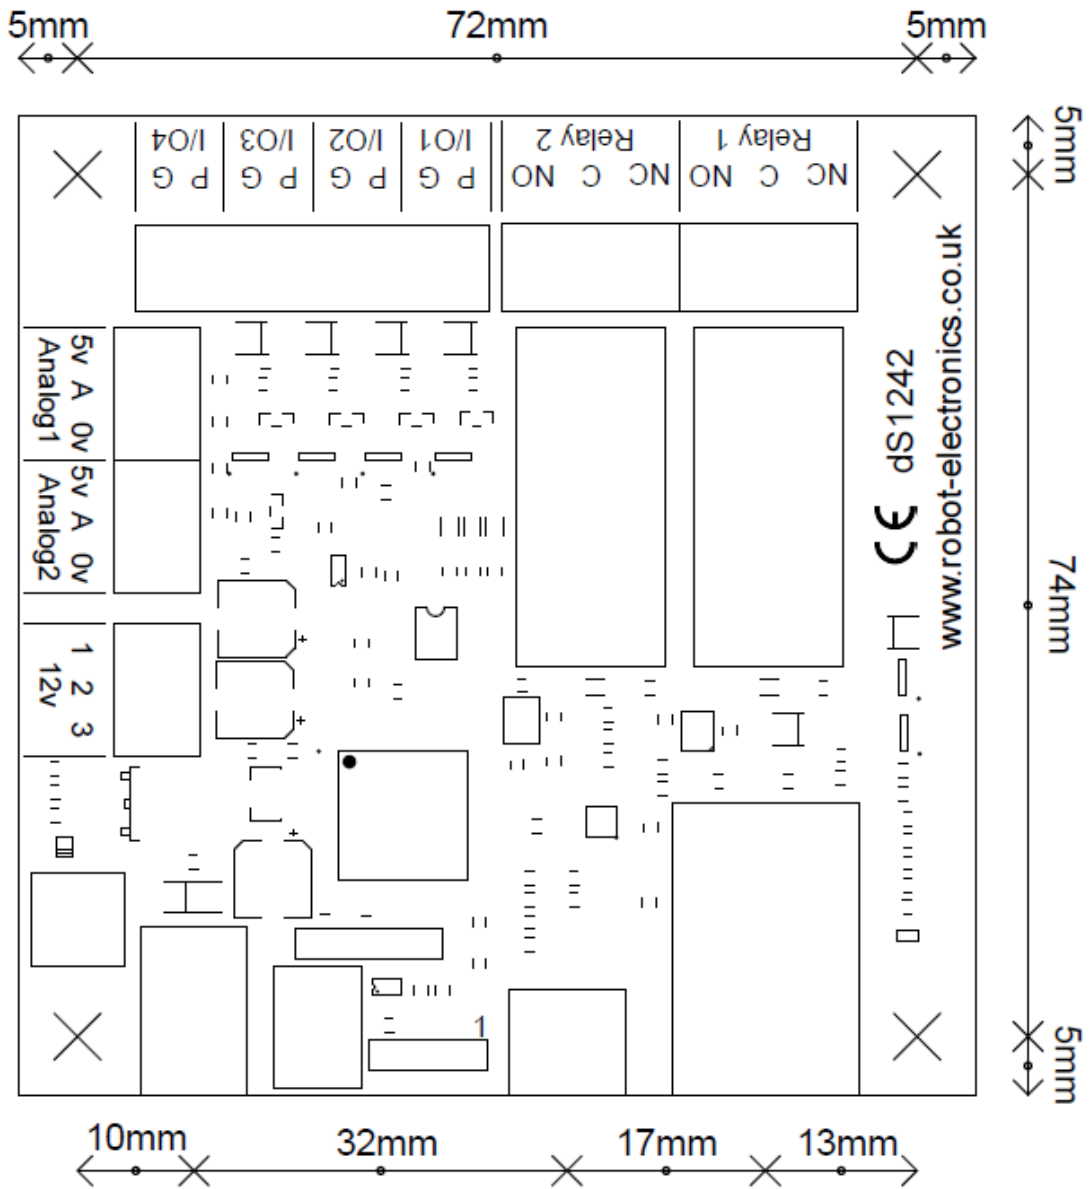 5mm 72mm 5mm
I/O4 I/O3 I/O2 I/O1 Relay 2 Relay 1
G P G P G P G P NO C NC NO C NC
5mm
5v A 0v
Analog1
5v A 0v
Analog2
1 2 3
12v
CE dS1242
www.robot-electronics.co.uk
74mm
+
+
+
1
5mm
10mm 32mm 17mm 13mm